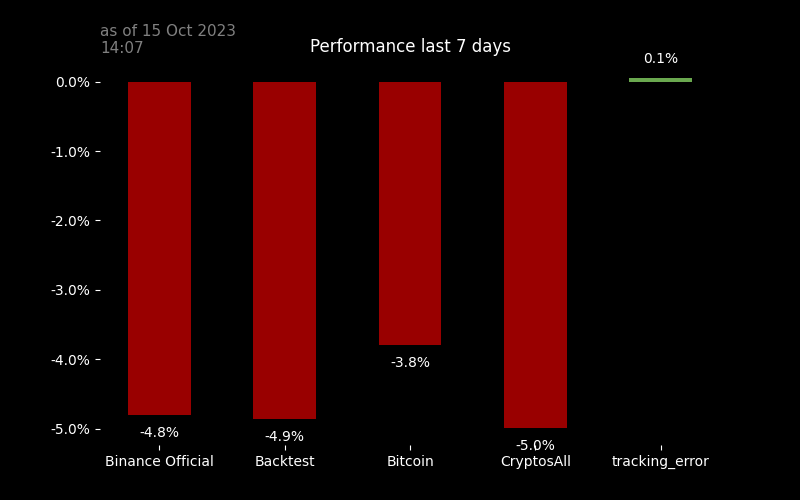 as of 15 Oct 2023
14:07
Performance last 7 days
0.1%
0.0%
-1.0%
-2.0%
-3.0%
-4.0%
-5.0%
-3.8%
-4.8%
-4.9%
-5.0%
Binance Official
Backtest
Bitcoin
CryptosAll
tracking_error